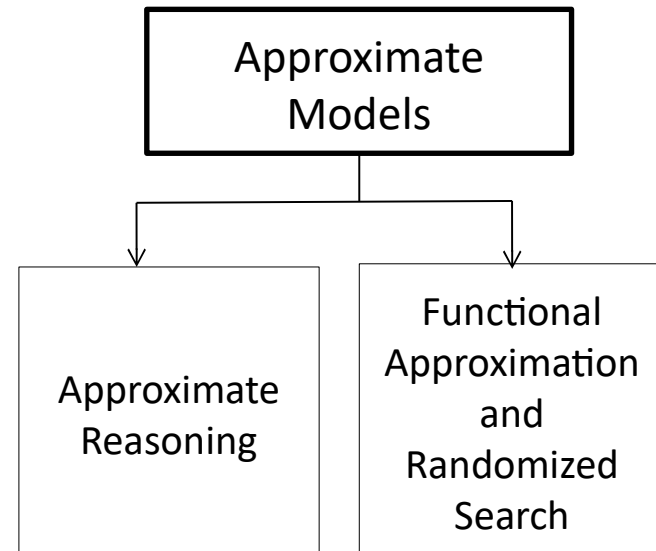 Approximate
Models
Approximate
Reasoning
Functional
Approximation
and
Randomized
Search